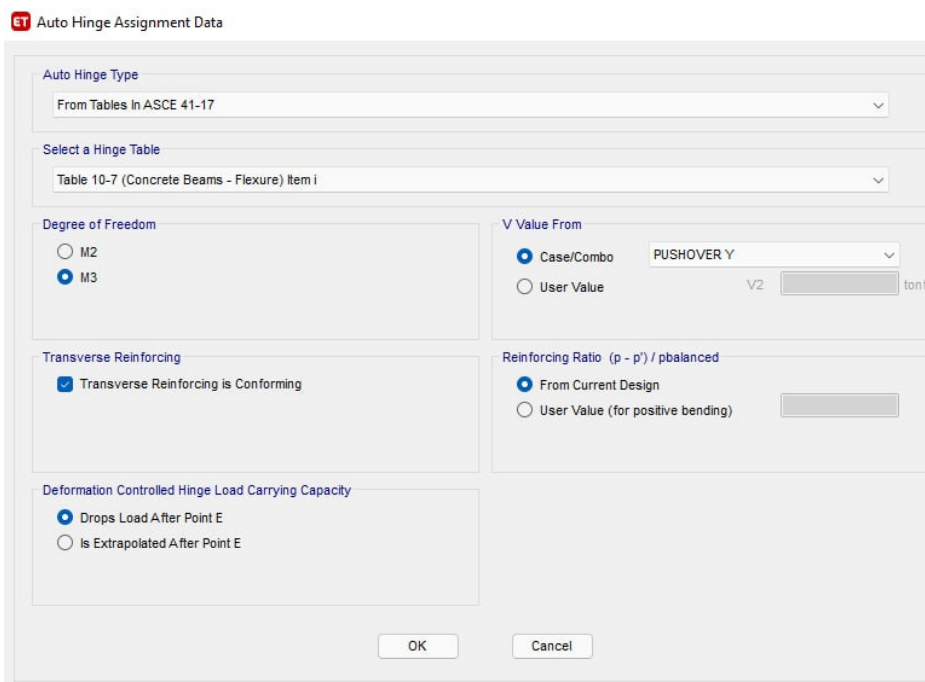 ET Auto Hinge Assignment Data
Auto Hinge Type
From Tables In ASCE 41-17
Select a Hinge Table
Table 10-7 (Concrete Beams - Flexure) Item i
Degree of Freedom
M2
M3
V Value From
Case/Combo PUSHOVER Y
User Value V2 tonf
Transverse Reinforcing
Transverse Reinforcing is Conforming
Reinforcing Ratio (p - p') / pbalanced
From Current Design
User Value (for positive bending)
Deformation Controlled Hinge Load Carrying Capacity
Drops Load After Point E
Is Extrapolated After Point E
OK Cancel